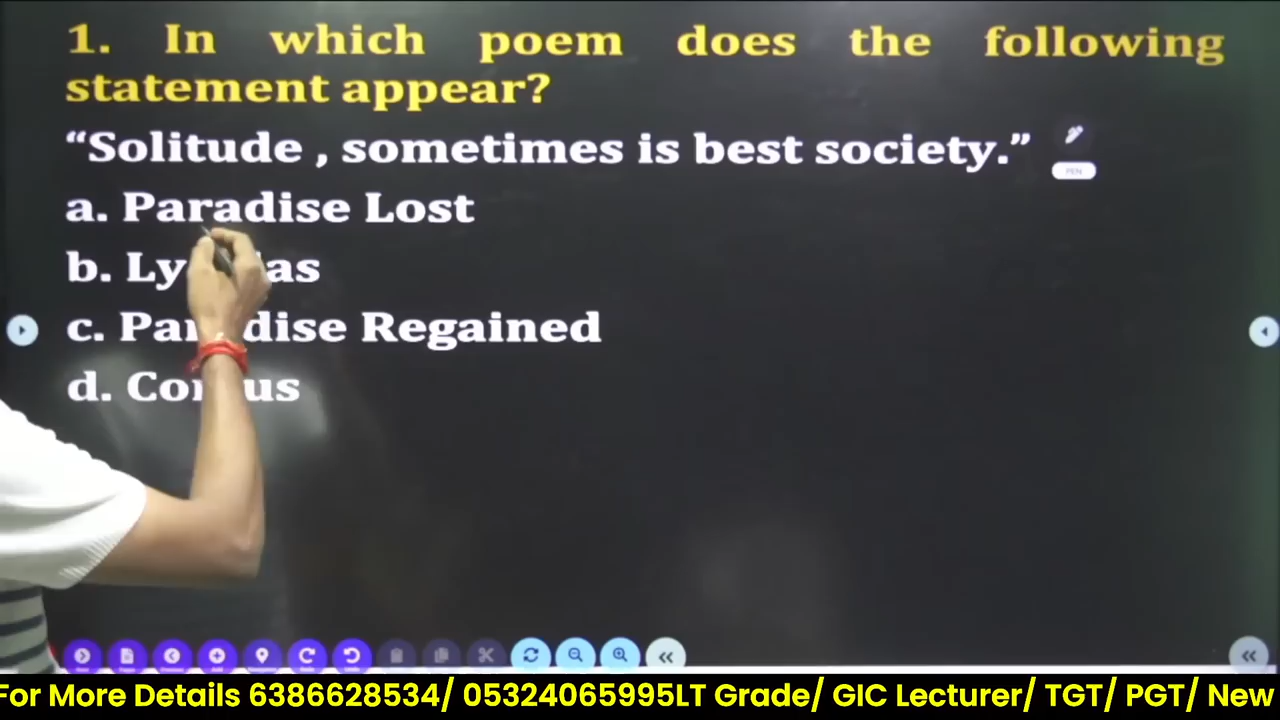 1. In which poem does the following
statement appear?
“Solitude , sometimes is best society.”
PEN
a. Paradise Lost
b. Ly as
c. Pa dise Regained
d. Co us
For More Details 6386628534/ 05324065995LT Grade/ GIC Lecturer/ TGT/ PGT/ New